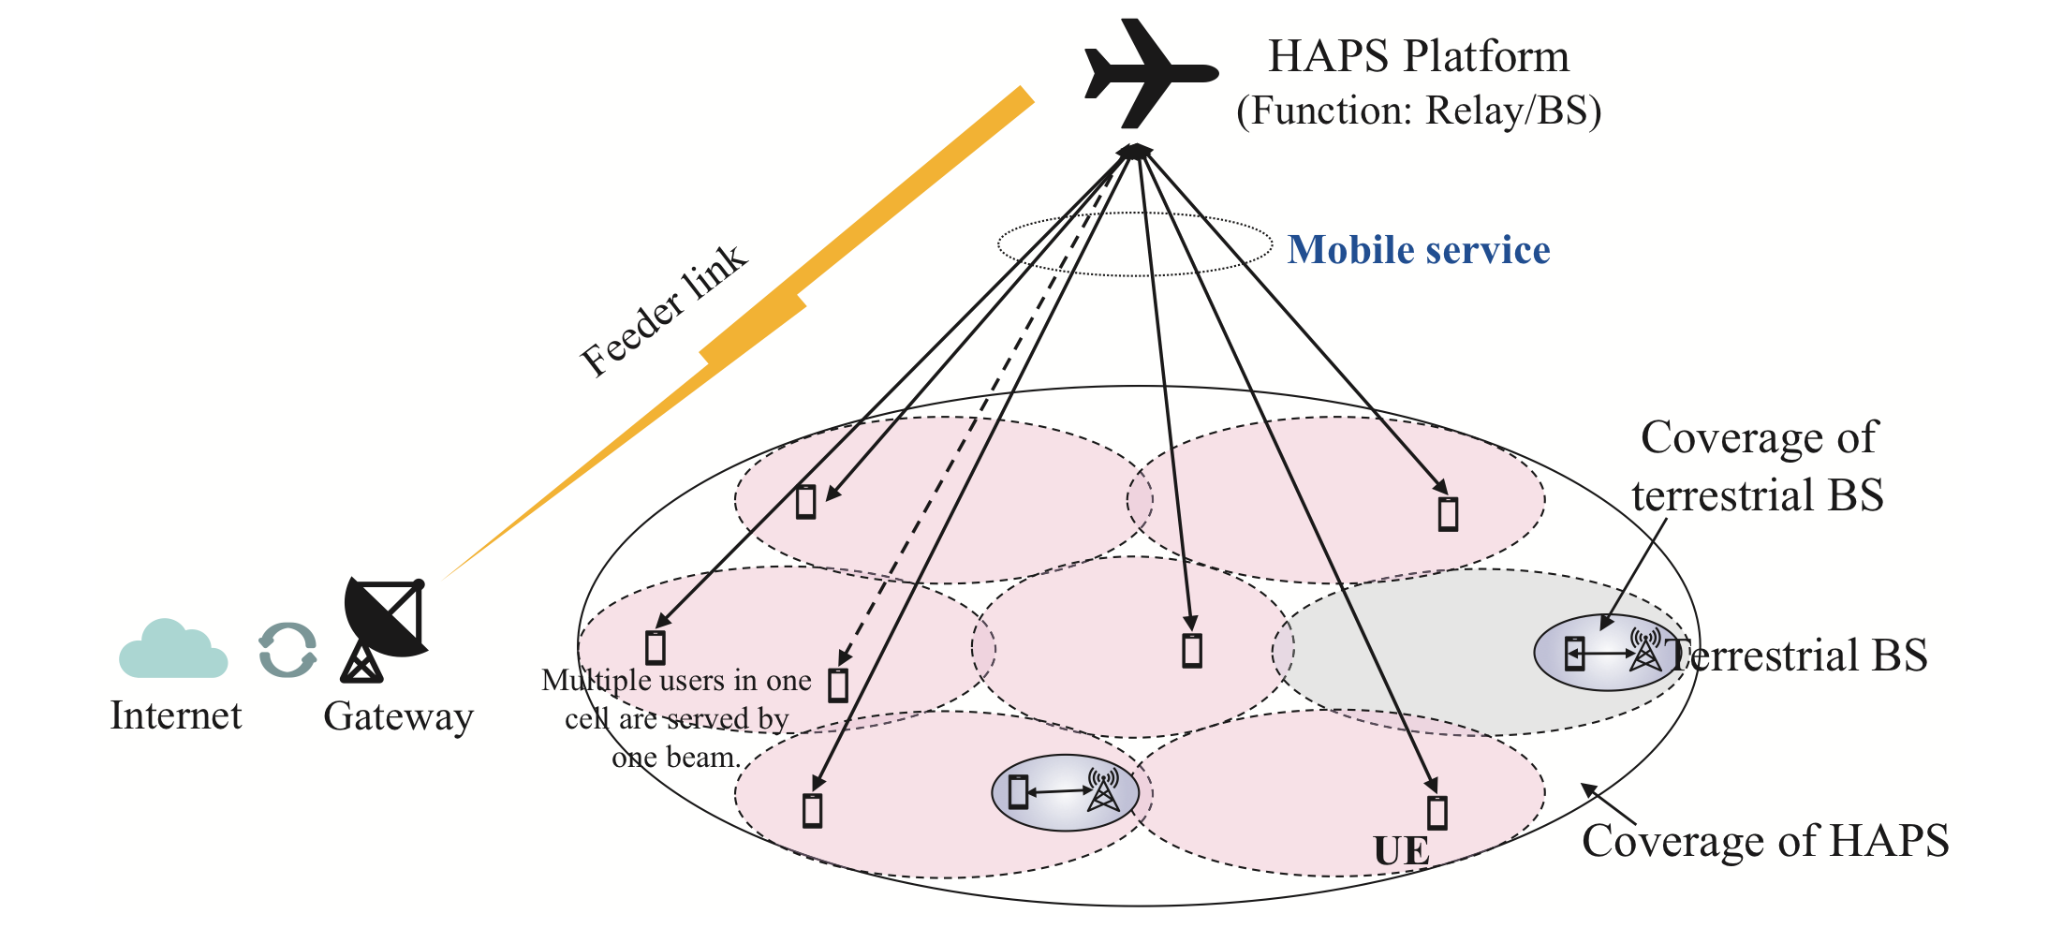 HAPS Platform
(Function: Relay/BS)
Mobile service
Feeder link
Coverage of
terrestrial BS
Terrestrial BS
Internet
Gateway
Multiple users in one
cell are served by
one beam.
UE
Coverage of HAPS